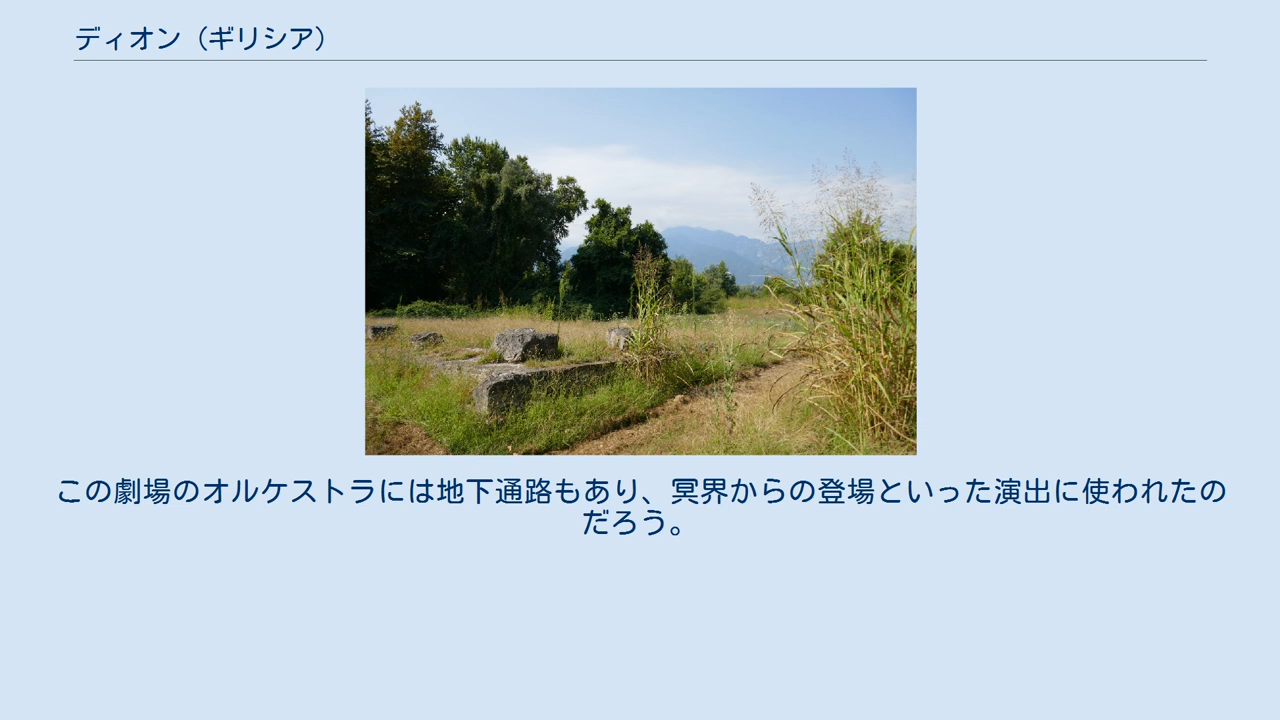 ディオン（ギリシア）
この劇場のオルケストラには地下通路もあり、冥界からの登場といった演出に使われたの
だろう。